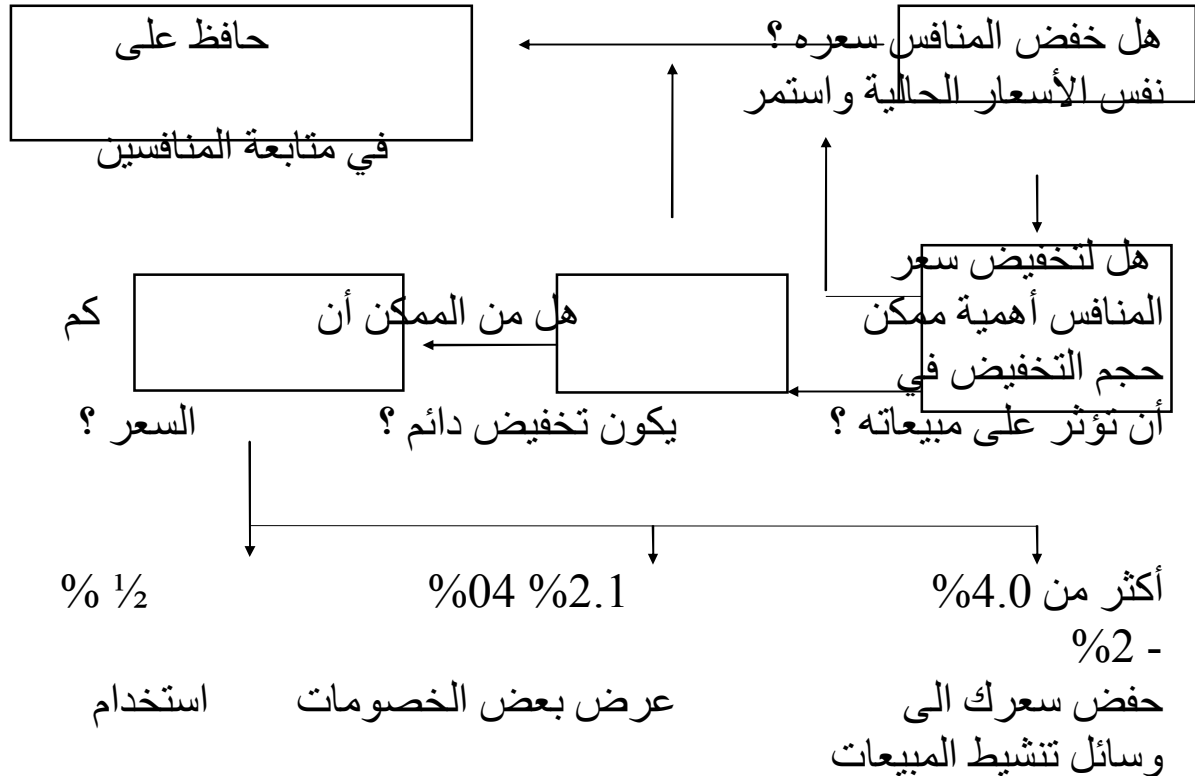 هل خفض المنافس سعره ؟ حافظ على
نفس الأسعار الحالية واستمر
في متابعة المنافسين
هل لتخفيض سعر
المنافس أهمية ممكن هل من الممكن أن كم
حجم التخفيض في
أن تؤثر على مبيعاته ؟ يكون تخفيض دائم ؟ السعر ؟
أكثر من 4.0% %04 %2.1 % ½ %
- 2%
حفض سعرك الى عرض بعض الخصومات استخدام
وسائل تنشيط المبيعات